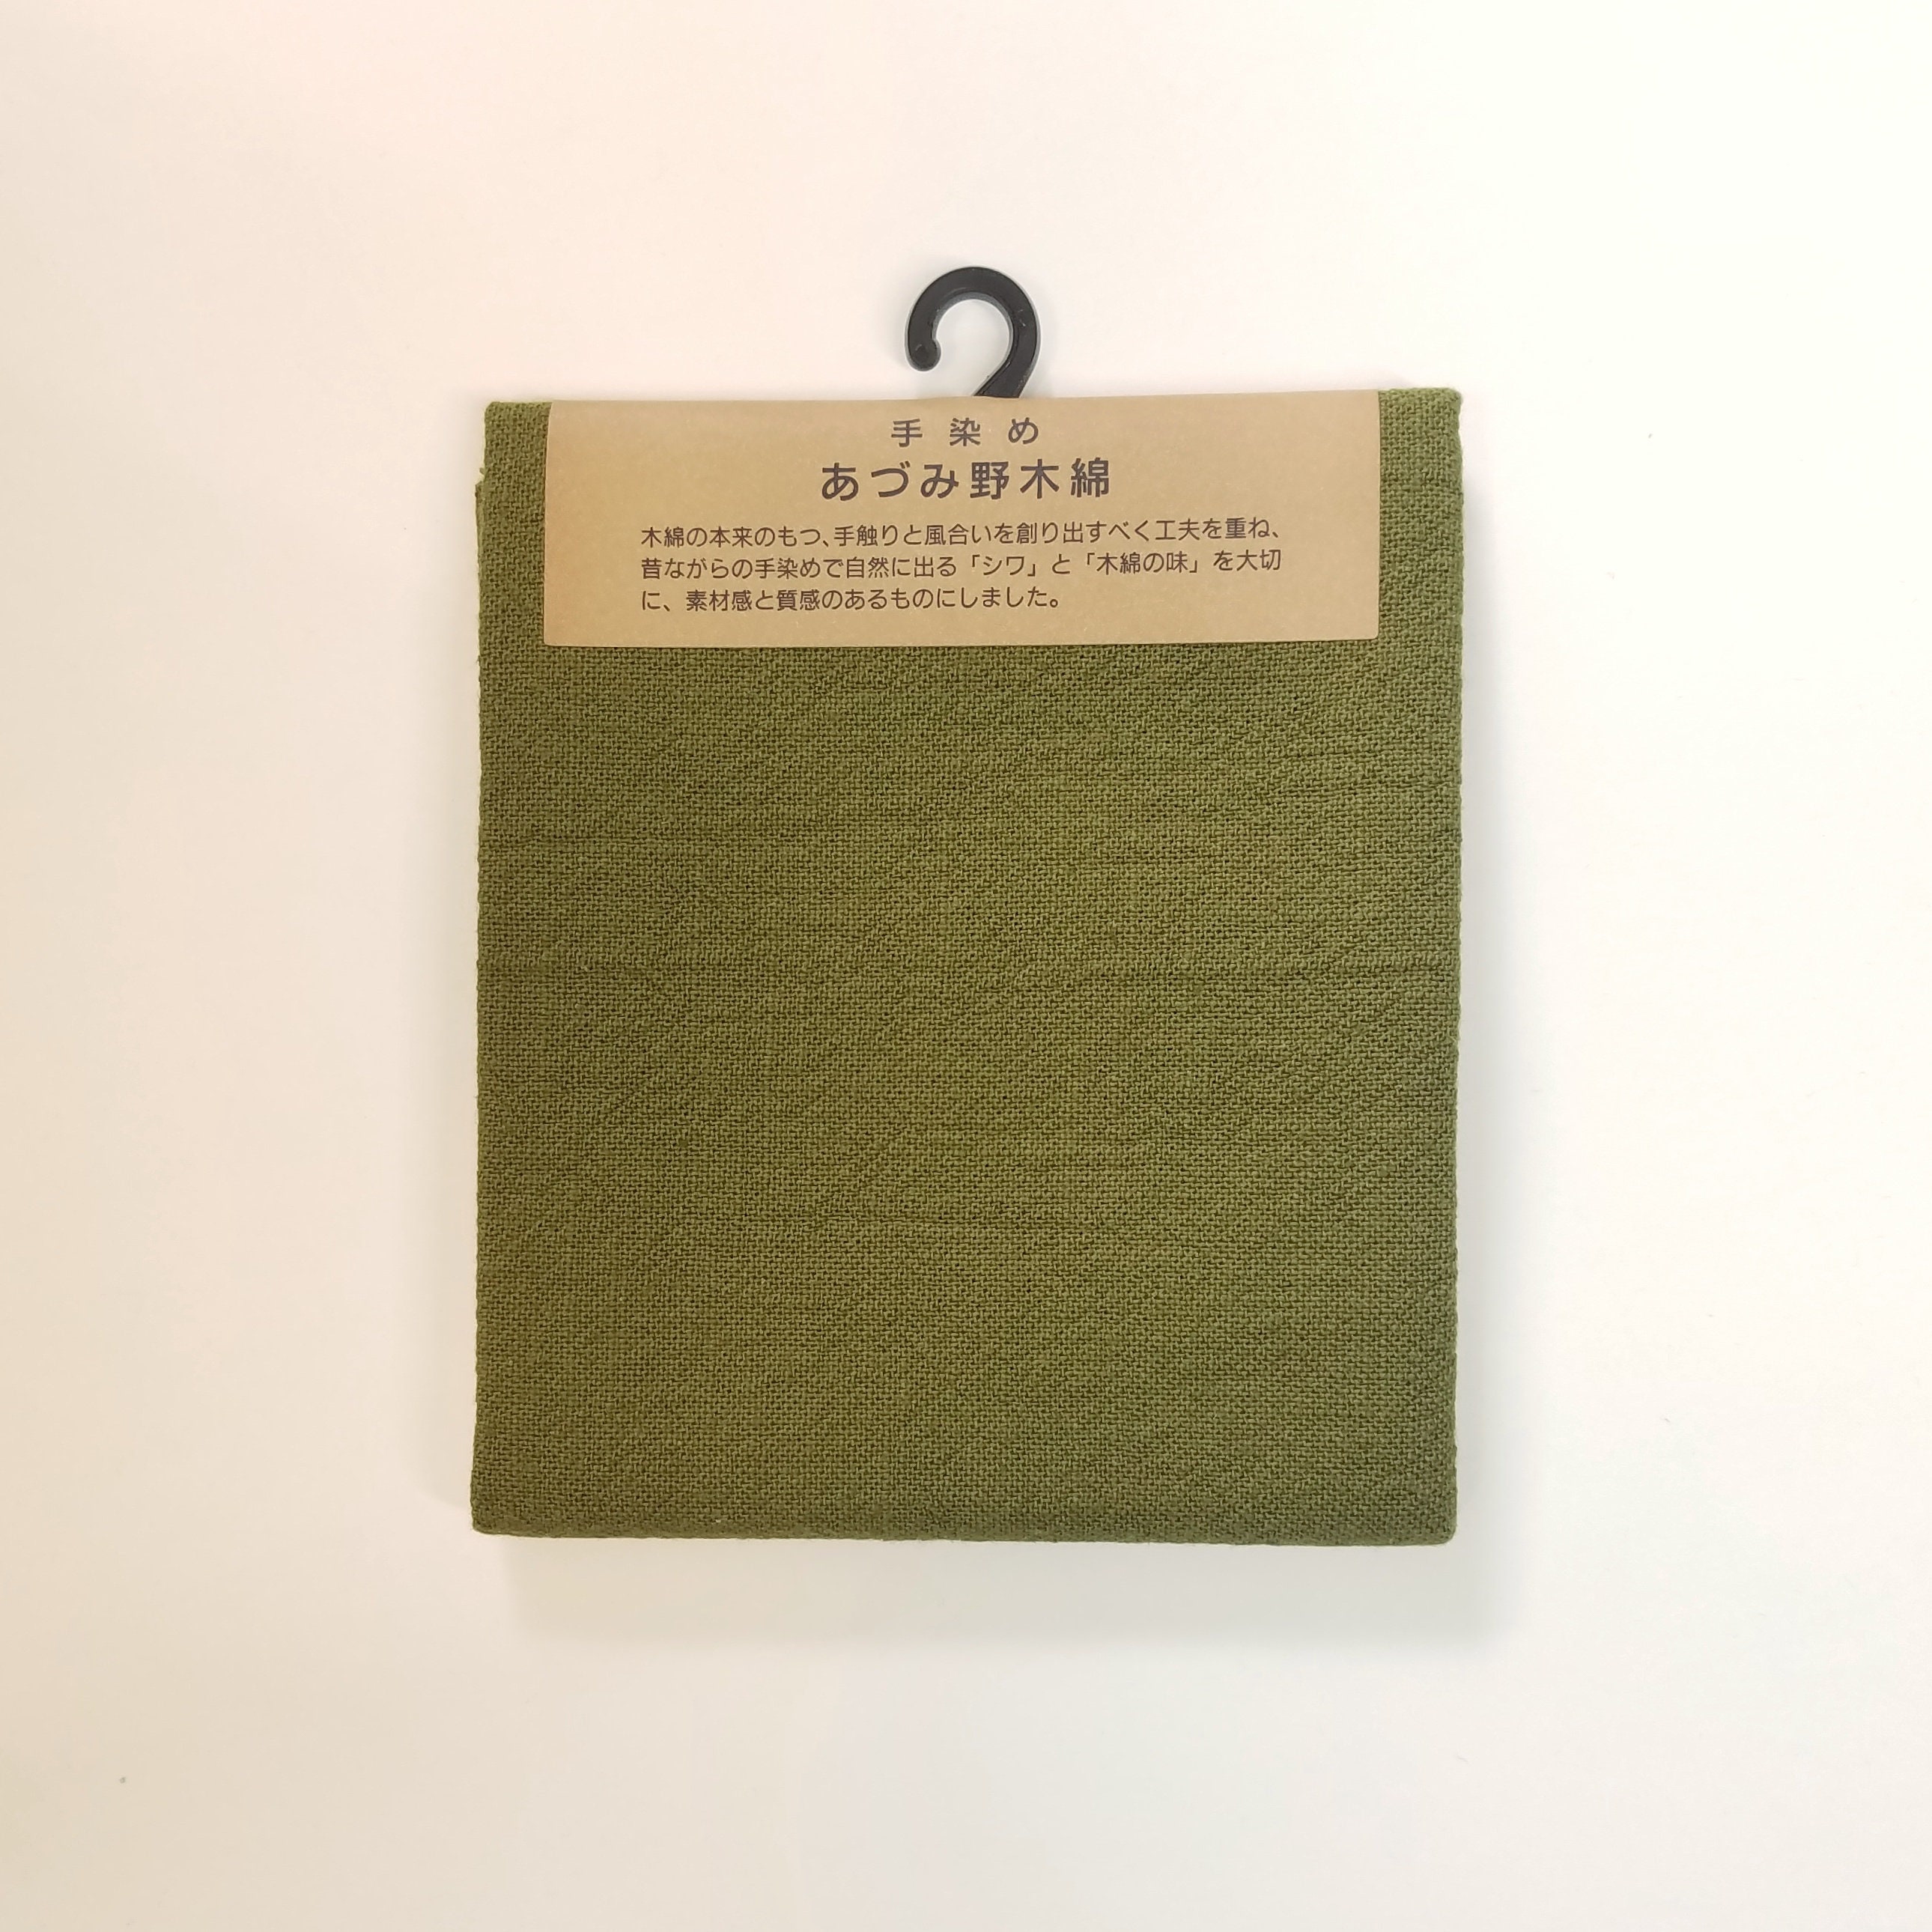 手染め
あづみ野木綿
木綿の本来のもつ、手触りと風合いを創り出すべく工夫を重ね、
昔ながらの手染めで自然に出る「シワ」と「木綿の味」を大切
に、素材感と質感のあるものにしました。